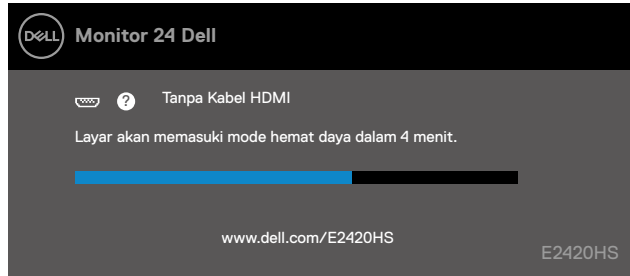 DELL
Monitor 24 Dell
? Tanpa Kabel HDMI
Layar akan memasuki mode hemat daya dalam 4 menit.
www.dell.com/E2420HS
E2420HS